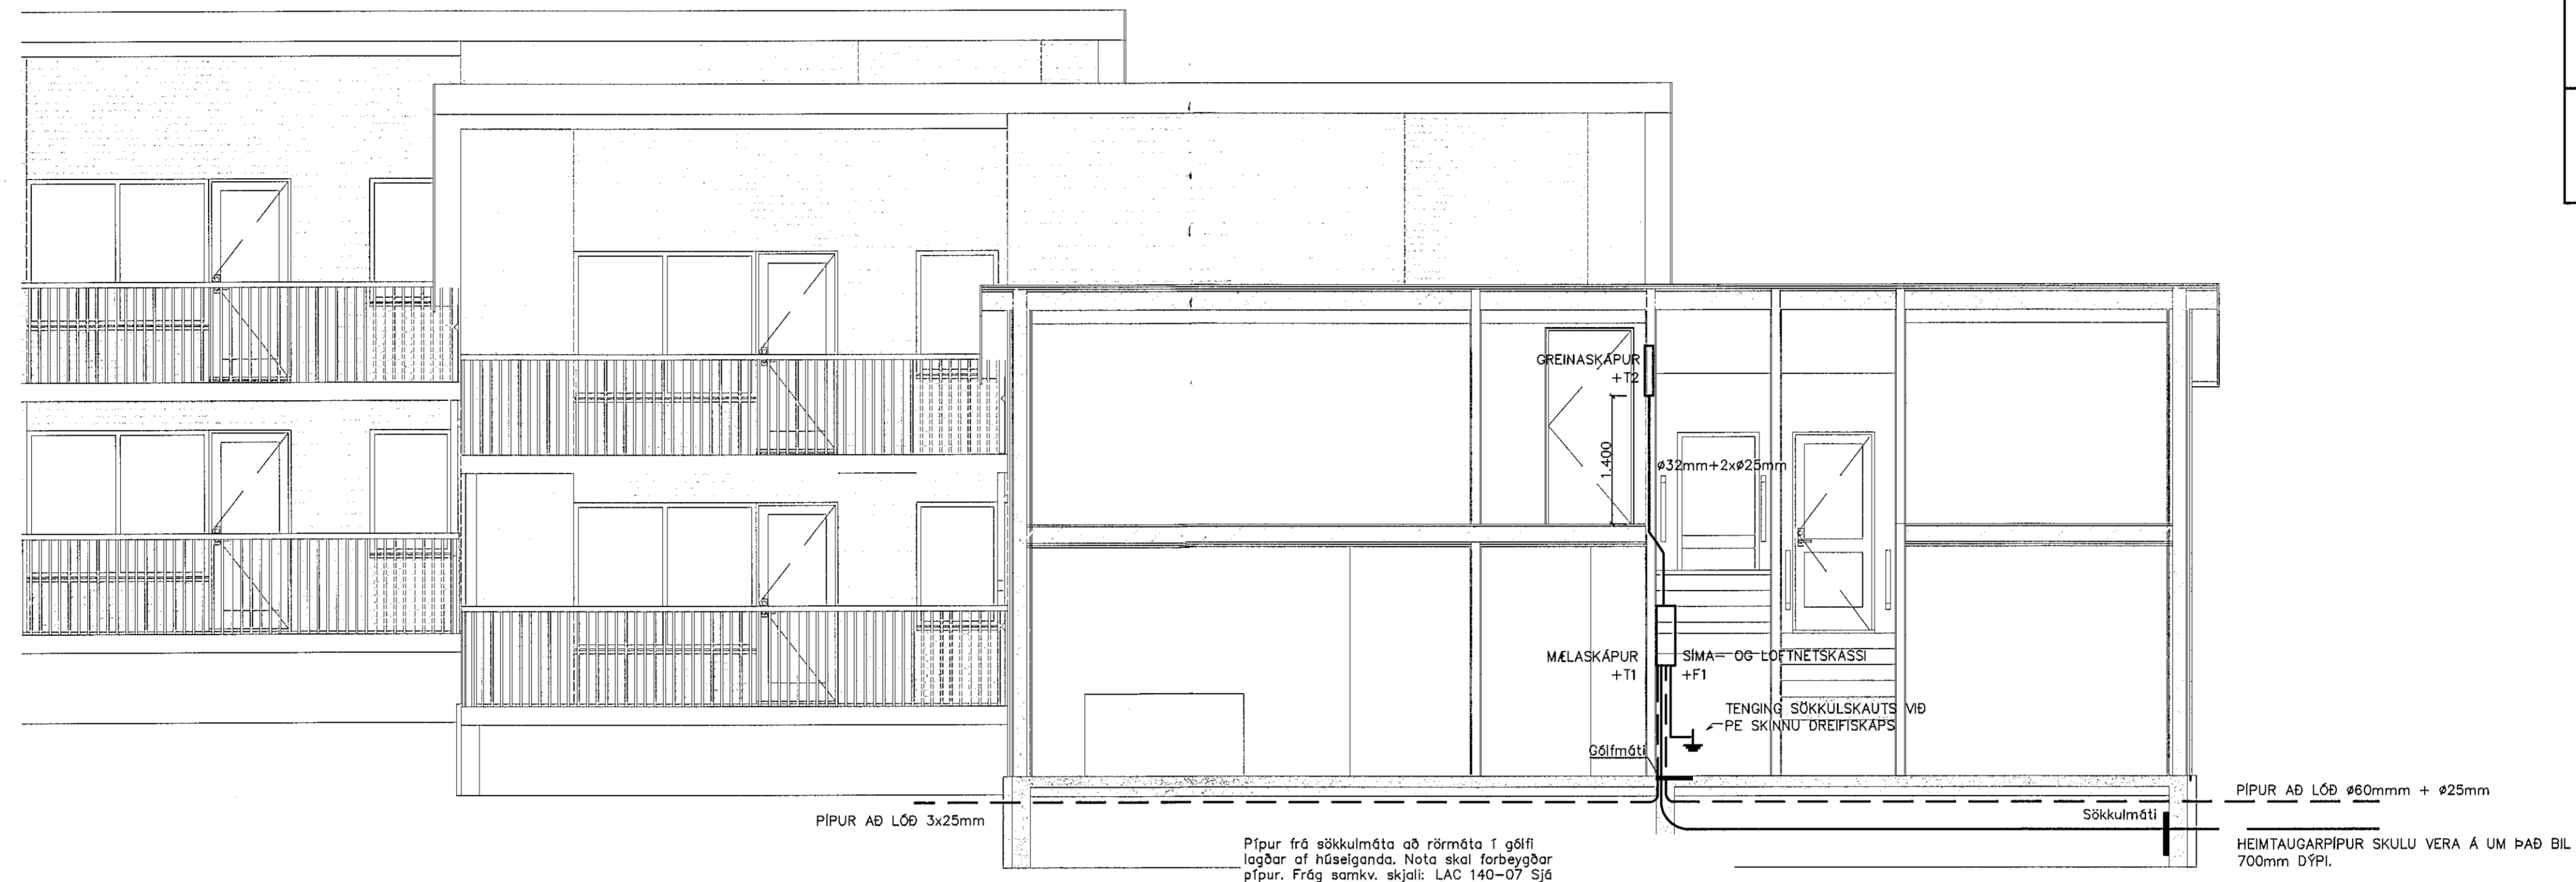 GREINASKÁPUR
+T2
1.400
ø32mm+2xø25mm
MÆLASKÁPUR
+T1
SÍMA- OG LOFTNETSKASSI
+F1
TENGING SÖKKULSKAUTS VIÐ
PE SKINNU DREIFISKÁPS
Gólfmáti
PÍPUR AÐ LÓÐ 3x25mm
PÍPUR AÐ LÓÐ ø60mmm + ø25mm
Sökkulmáti
HEIMTAUGARPÍPUR SKULU VERA Á UM ÞAÐ BIL
700mm DÝPI.
Pípur frá sökkulmáta að rörmáta í gólfi
lagðar af húseiganda. Nota skal forbeygðar
pípur. Frág samkv. skjali: LAC 140-07 Sjá